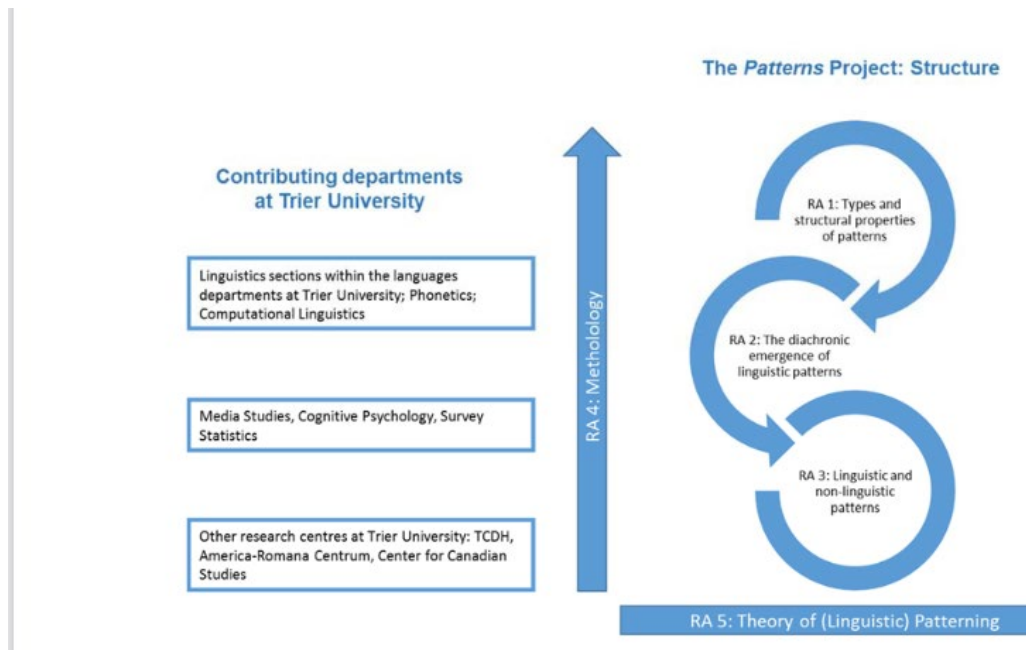 The Patterns Project: Structure
Contributing departments
at Trier University
Linguistics sections within the languages
departments at Trier University; Phonetics;
Computational Linguistics
Media Studies, Cognitive Psychology, Survey
Statistics
Other research centres at Trier University: TCDH,
America-Romana Centrum, Center for Canadian
Studies
RA 4: Metholology
RA 1: Types and
structural properties
of patterns
RA 2: The diachronic
emergence of
linguistic patterns
RA 3: Linguistic and
non-linguistic
patterns
RA 5: Theory of (Linguistic) Patterning